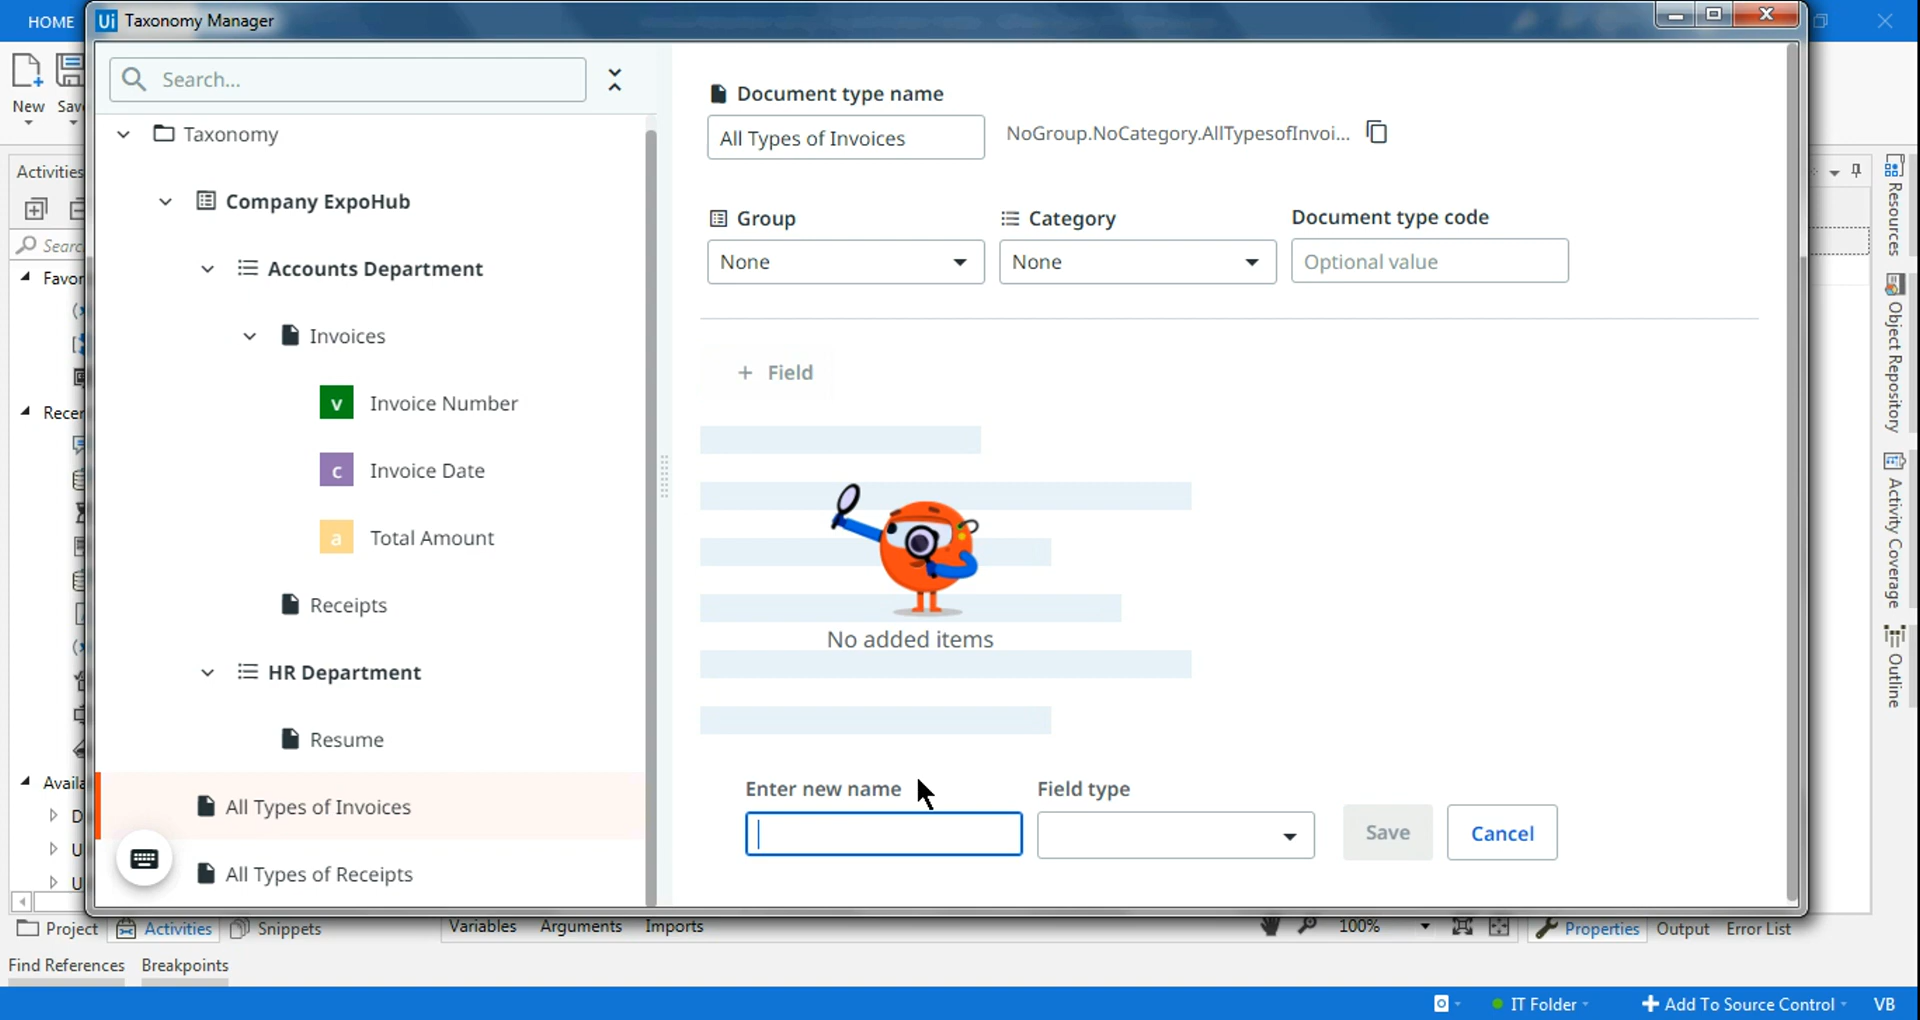 HOME
Ui Taxonomy Manager
New
Search...
Document type name
All Types of Invoices
NoGroup.NoCategory.AllTypesofInvoi...
Activities
Taxonomy
Company ExpoHub
Group
Category
Document type code
None
None
Optional value
Accounts Department
Invoices
+ Field
v Invoice Number
c Invoice Date
a Total Amount
Receipts
No added items
HR Department
Resume
Enter new name
Field type
All Types of Invoices
Save
Cancel
All Types of Receipts
Resources
Object Repository
Activity Coverage
Outline
Project
Activities
Snippets
Variables
Arguments
Imports
100%
Properties
Output
Error List
Find References
Breakpoints
IT Folder
Add To Source Control
VB